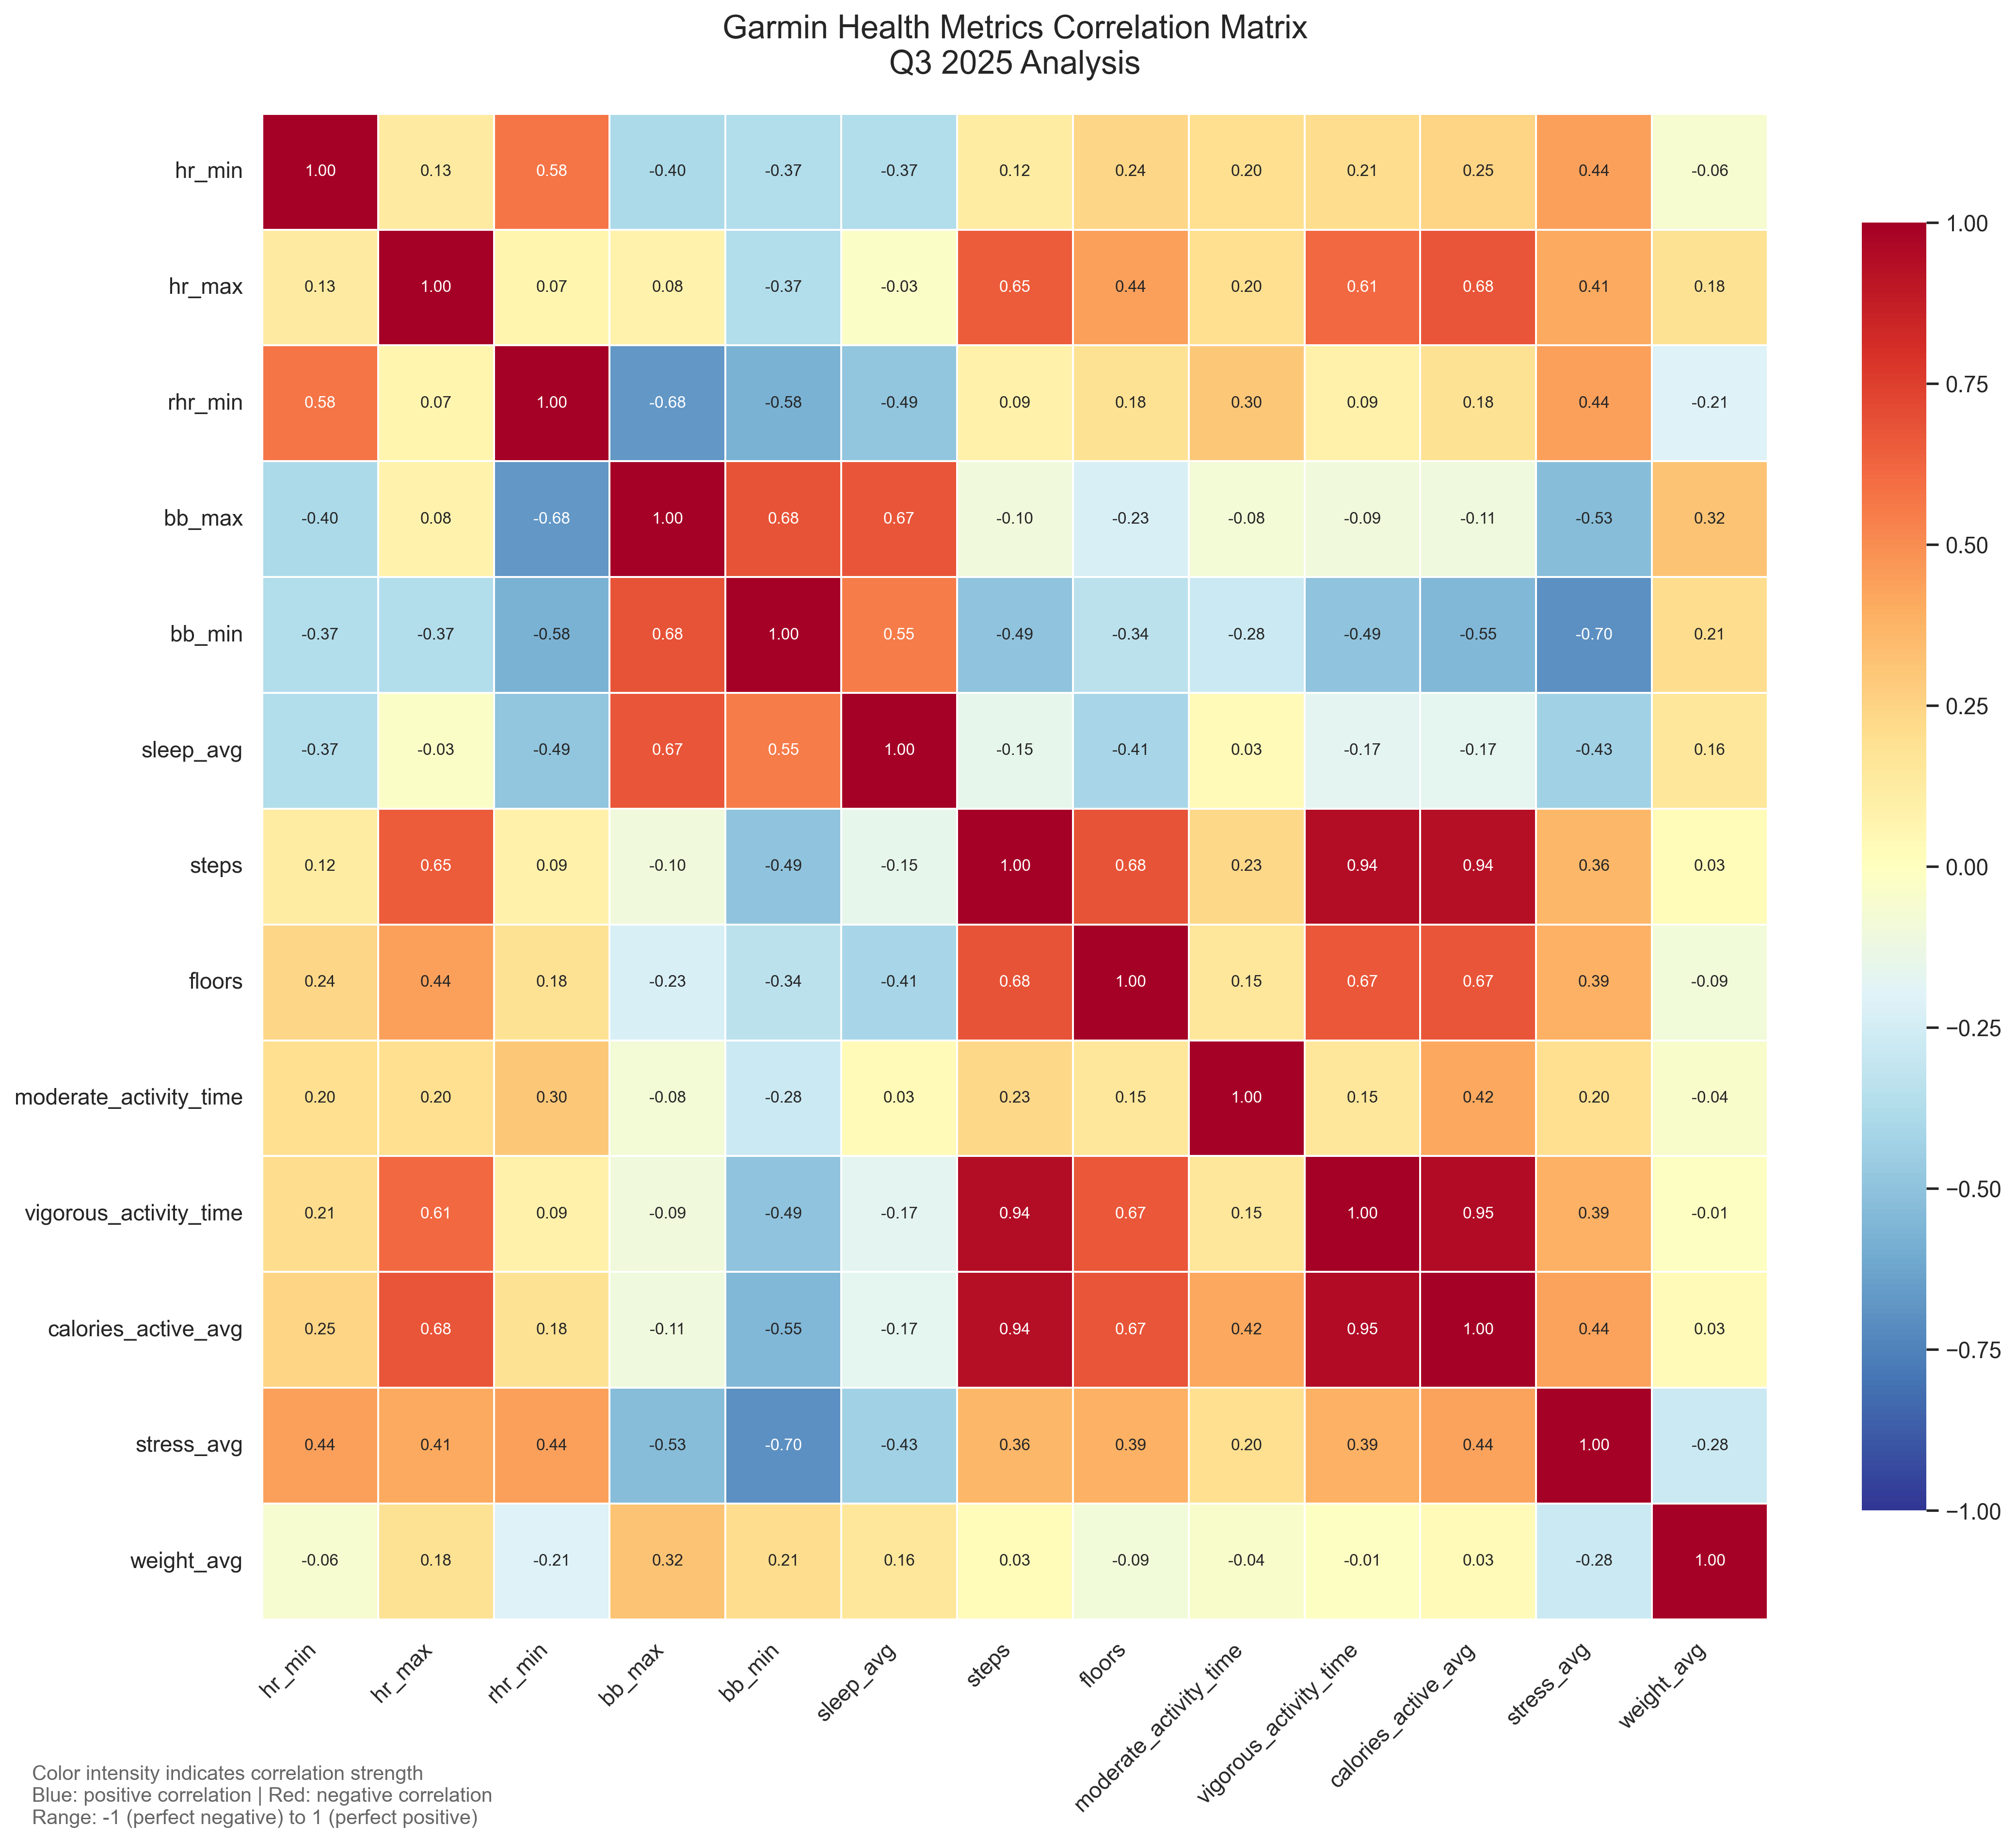 Garmin Health Metrics Correlation Matrix
Q3 2025 Analysis
hr_min 1.00 0.13 0.58 -0.40 -0.37 -0.37 0.12 0.24 0.20 0.21 0.25 0.44 -0.06
hr_max 0.13 1.00 0.07 0.08 -0.37 -0.03 0.65 0.44 0.20 0.61 0.68 0.41 0.18
rhr_min 0.58 0.07 1.00 -0.68 -0.58 -0.49 0.09 0.18 0.30 0.09 0.18 0.44 -0.21
bb_max -0.40 0.08 -0.68 1.00 0.68 0.67 -0.10 -0.23 -0.08 -0.09 -0.11 -0.53 0.32
bb_min -0.37 -0.37 -0.58 0.68 1.00 0.55 -0.49 -0.34 -0.28 -0.49 -0.55 -0.70 0.21
sleep_avg -0.37 -0.03 -0.49 0.67 0.55 1.00 -0.15 -0.41 0.03 -0.17 -0.17 -0.43 0.16
steps 0.12 0.65 0.09 -0.10 -0.49 -0.15 1.00 0.68 0.23 0.94 0.94 0.36 0.03
floors 0.24 0.44 0.18 -0.23 -0.34 -0.41 0.68 1.00 0.15 0.67 0.67 0.39 -0.09
moderate_activity_time 0.20 0.20 0.30 -0.08 -0.28 0.03 0.23 0.15 1.00 0.15 0.42 0.20 -0.04
vigorous_activity_time 0.21 0.61 0.09 -0.09 -0.49 -0.17 0.94 0.67 0.15 1.00 0.95 0.39 -0.01
calories_active_avg 0.25 0.68 0.18 -0.11 -0.55 -0.17 0.94 0.67 0.42 0.95 1.00 0.44 0.03
stress_avg 0.44 0.41 0.44 -0.53 -0.70 -0.43 0.36 0.39 0.20 0.39 0.44 1.00 -0.28
weight_avg -0.06 0.18 -0.21 0.32 0.21 0.16 0.03 -0.09 -0.04 -0.01 0.03 -0.28 1.00
hr_min hr_max rhr_min bb_max bb_min sleep_avg steps floors moderate_activity_time vigorous_activity_time calories_active_avg stress_avg weight_avg
1.00
0.75
0.50
0.25
0.00
−0.25
−0.50
−0.75
−1.00
Color intensity indicates correlation strength
Blue: positive correlation | Red: negative correlation
Range: -1 (perfect negative) to 1 (perfect positive)